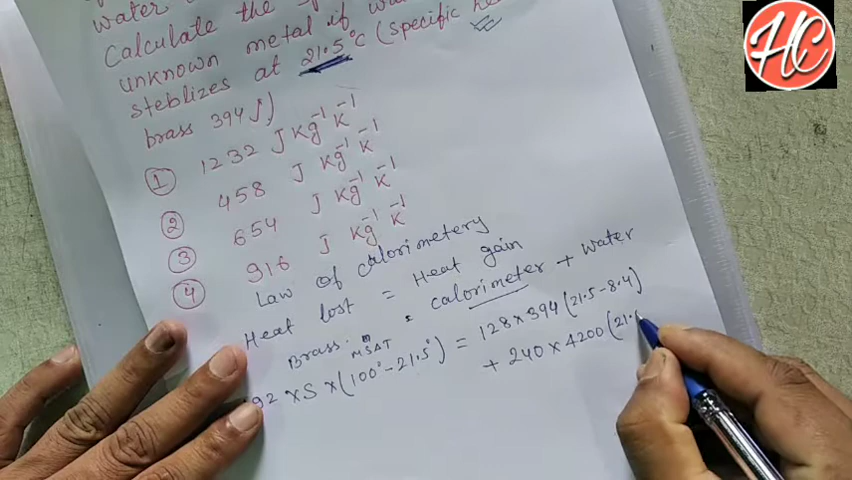 water
Calculate the
unknown metal if wa
steblizes at 21.5°C (specific
brass 394 J)
① 1232 J Kg⁻¹ K⁻¹
② 458 J Kg⁻¹ K⁻¹
③ 654 J Kg⁻¹ K⁻¹
④ 916 J Kg⁻¹ K⁻¹
Law of calorimetery
Heat lost = Heat gain
Brass. = calorimeter + water
MSΔT
92 × S × (100° - 21.5°) = 128 × 394 (21.5 - 8.4)
+ 240 × 4200 (21.
HC